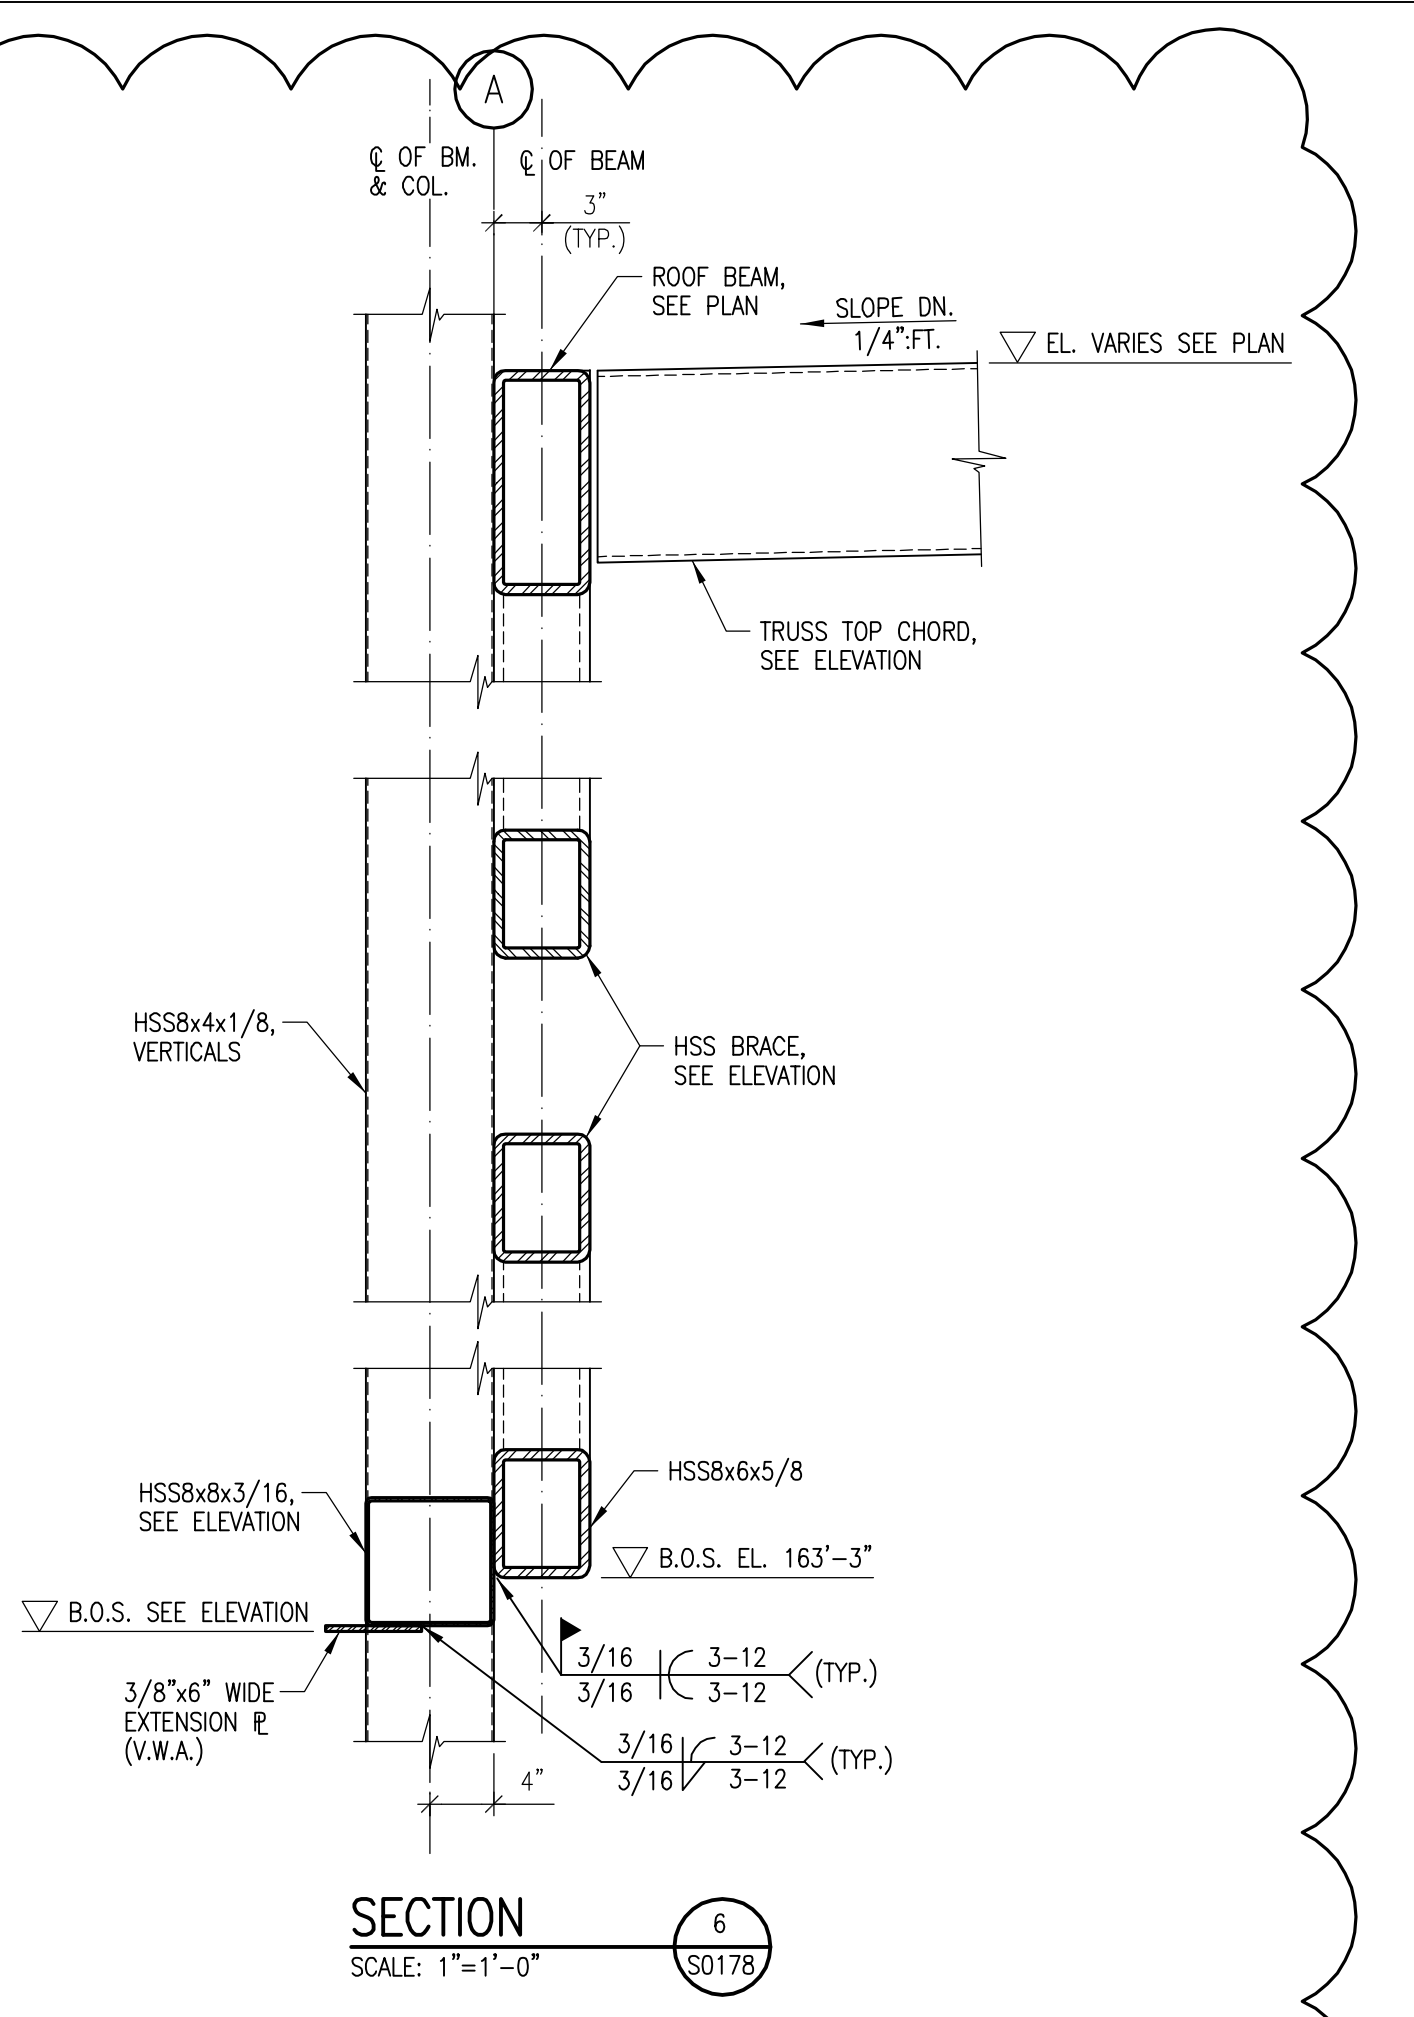 A
℄ OF BM.
& COL.
℄ OF BEAM
3"
(TYP.)
ROOF BEAM,
SEE PLAN
SLOPE DN.
1/4":FT.
EL. VARIES SEE PLAN
TRUSS TOP CHORD,
SEE ELEVATION
HSS8x4x1/8,
VERTICALS
HSS BRACE,
SEE ELEVATION
HSS8x8x3/16,
SEE ELEVATION
HSS8x6x5/8
B.O.S. EL. 163'-3"
B.O.S. SEE ELEVATION
3/16 3-12
3/16 3-12
(TYP.)
3/8"x6" WIDE
EXTENSION ⅊
(V.W.A.)
3/16 3-12
3/16 3-12
(TYP.)
4"
SECTION
SCALE: 1"=1'-0"
6
S0178